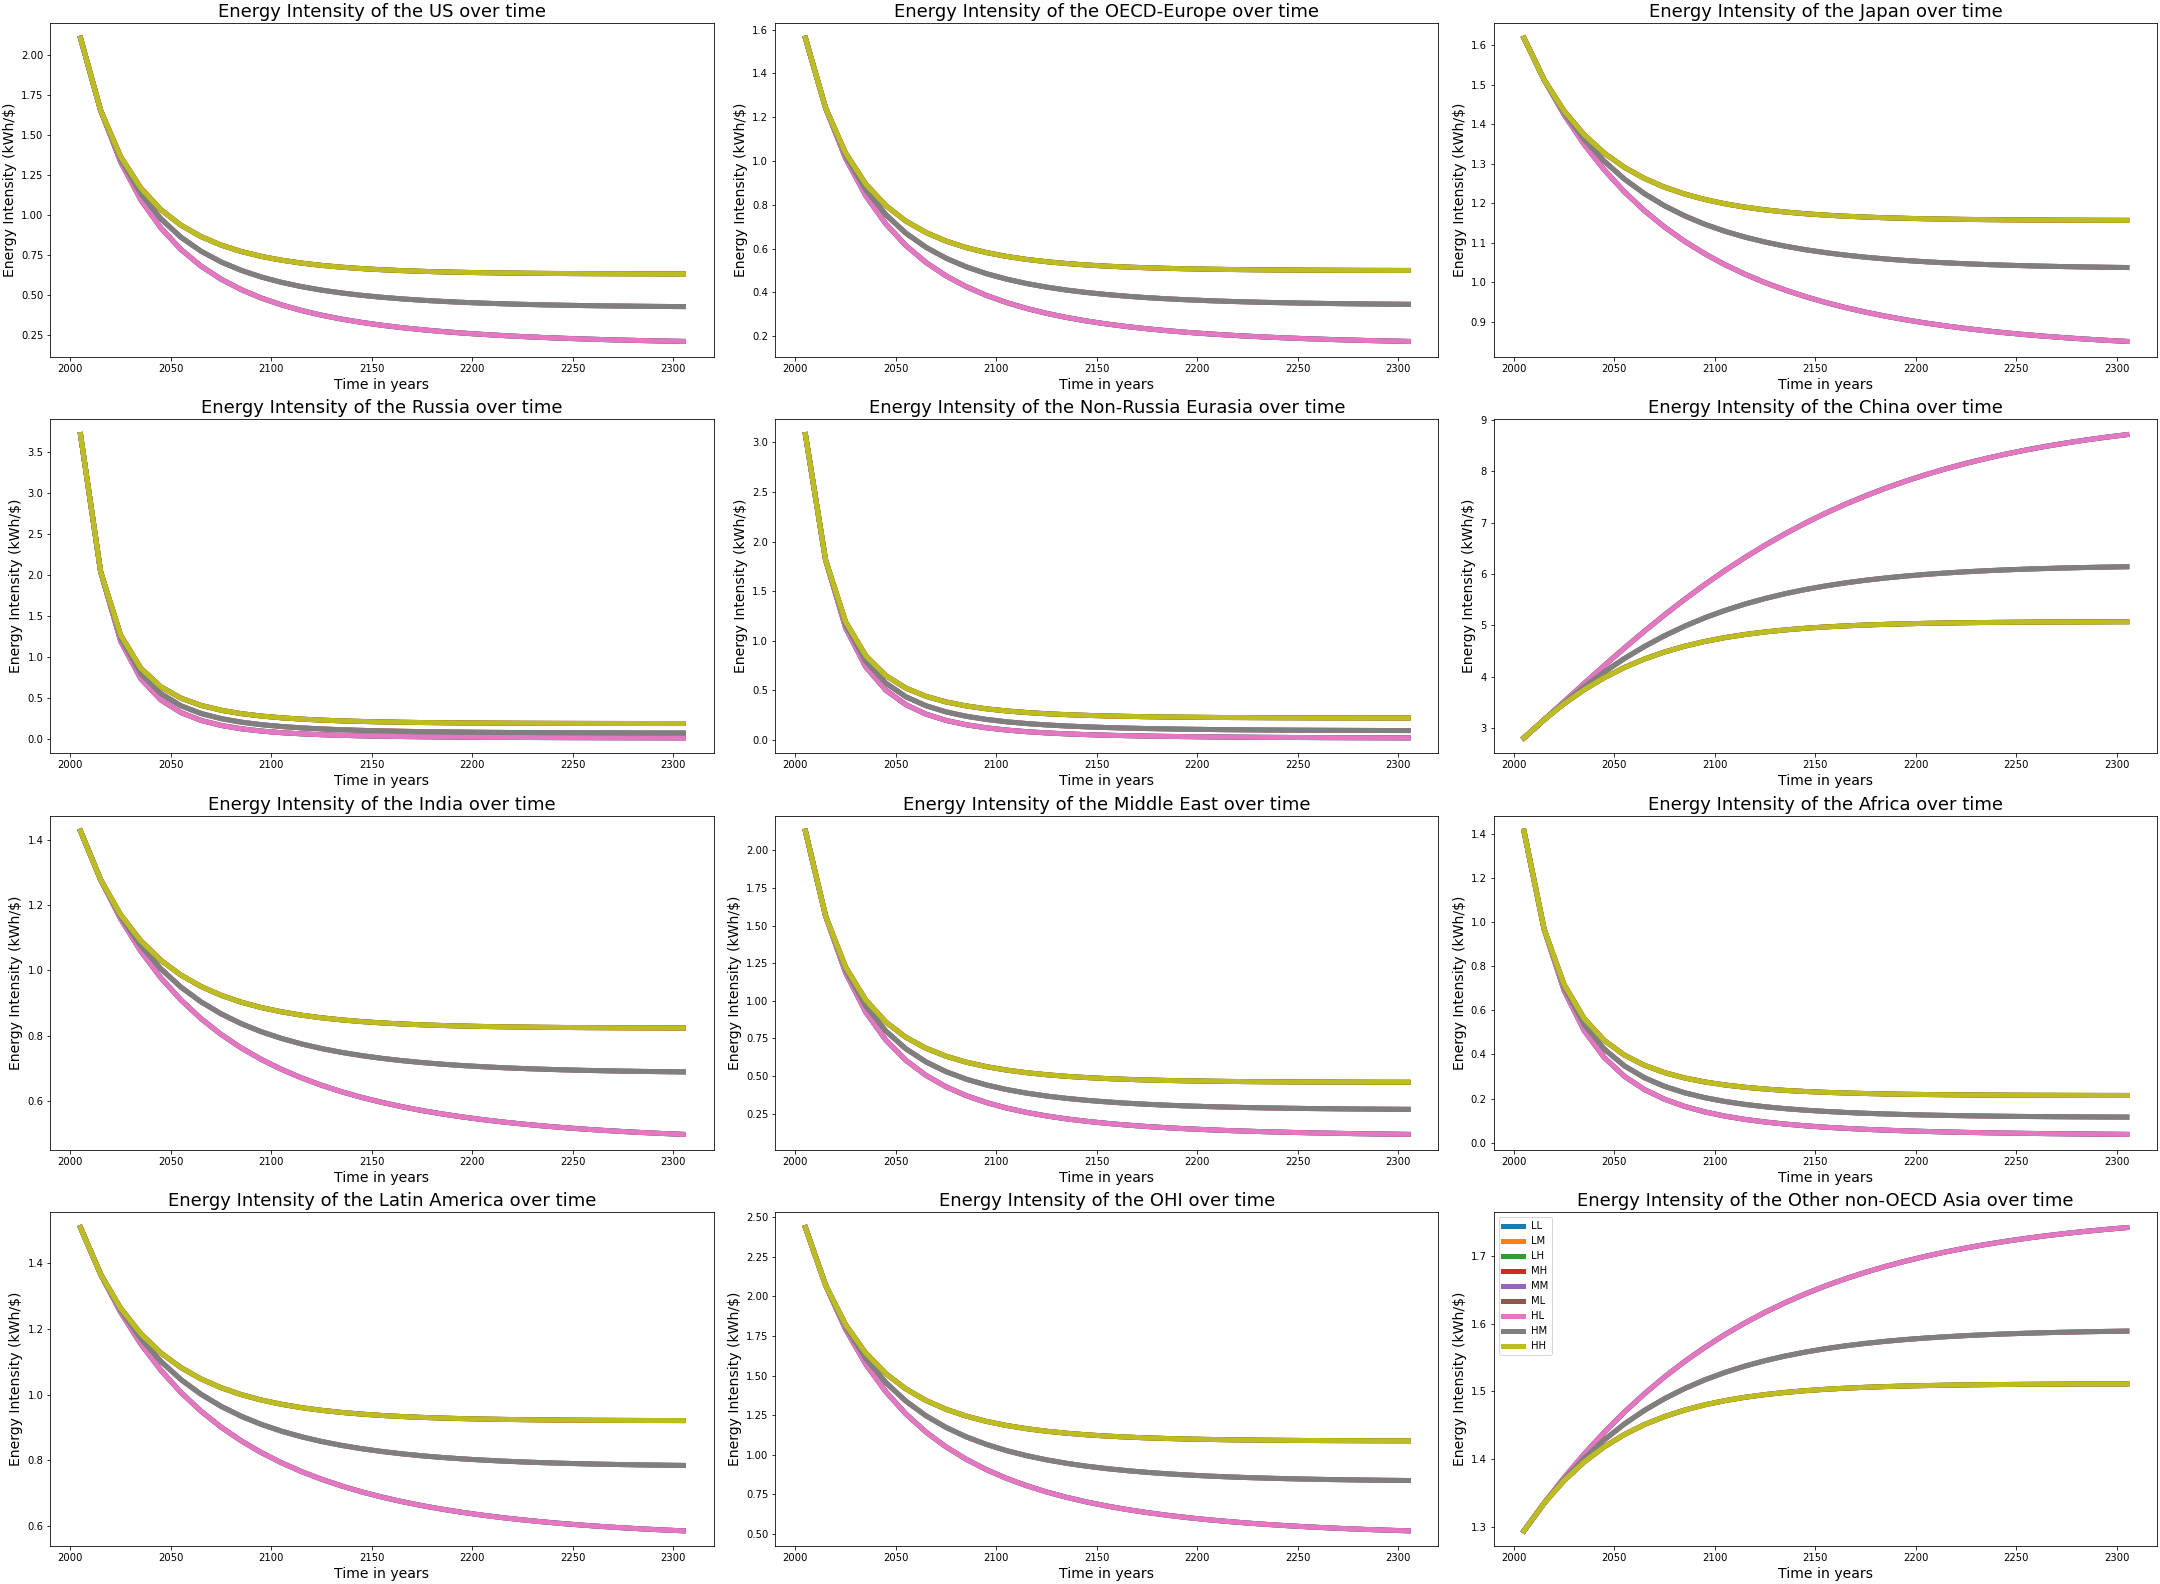 Energy Intensity of the US over time
Energy Intensity (kWh/$)
2.00
1.75
1.50
1.25
1.00
0.75
0.50
0.25
2000 2050 2100 2150 2200 2250 2300
Time in years
Energy Intensity of the OECD-Europe over time
Energy Intensity (kWh/$)
1.6
1.4
1.2
1.0
0.8
0.6
0.4
0.2
2000 2050 2100 2150 2200 2250 2300
Time in years
Energy Intensity of the Japan over time
Energy Intensity (kWh/$)
1.6
1.5
1.4
1.3
1.2
1.1
1.0
0.9
2000 2050 2100 2150 2200 2250 2300
Time in years
Energy Intensity of the Russia over time
Energy Intensity (kWh/$)
3.5
3.0
2.5
2.0
1.5
1.0
0.5
0.0
2000 2050 2100 2150 2200 2250 2300
Time in years
Energy Intensity of the Non-Russia Eurasia over time
Energy Intensity (kWh/$)
3.0
2.5
2.0
1.5
1.0
0.5
0.0
2000 2050 2100 2150 2200 2250 2300
Time in years
Energy Intensity of the China over time
Energy Intensity (kWh/$)
9
8
7
6
5
4
3
2000 2050 2100 2150 2200 2250 2300
Time in years
Energy Intensity of the India over time
Energy Intensity (kWh/$)
1.4
1.2
1.0
0.8
0.6
2000 2050 2100 2150 2200 2250 2300
Time in years
Energy Intensity of the Middle East over time
Energy Intensity (kWh/$)
2.00
1.75
1.50
1.25
1.00
0.75
0.50
0.25
2000 2050 2100 2150 2200 2250 2300
Time in years
Energy Intensity of the Africa over time
Energy Intensity (kWh/$)
1.4
1.2
1.0
0.8
0.6
0.4
0.2
0.0
2000 2050 2100 2150 2200 2250 2300
Time in years
Energy Intensity of the Latin America over time
Energy Intensity (kWh/$)
1.4
1.2
1.0
0.8
0.6
2000 2050 2100 2150 2200 2250 2300
Time in years
Energy Intensity of the OHI over time
Energy Intensity (kWh/$)
2.50
2.25
2.00
1.75
1.50
1.25
1.00
0.75
0.50
2000 2050 2100 2150 2200 2250 2300
Time in years
Energy Intensity of the Other non-OECD Asia over time
Energy Intensity (kWh/$)
1.7
1.6
1.5
1.4
1.3
LL
LM
LH
MH
MM
ML
HL
HM
HH
2000 2050 2100 2150 2200 2250 2300
Time in years